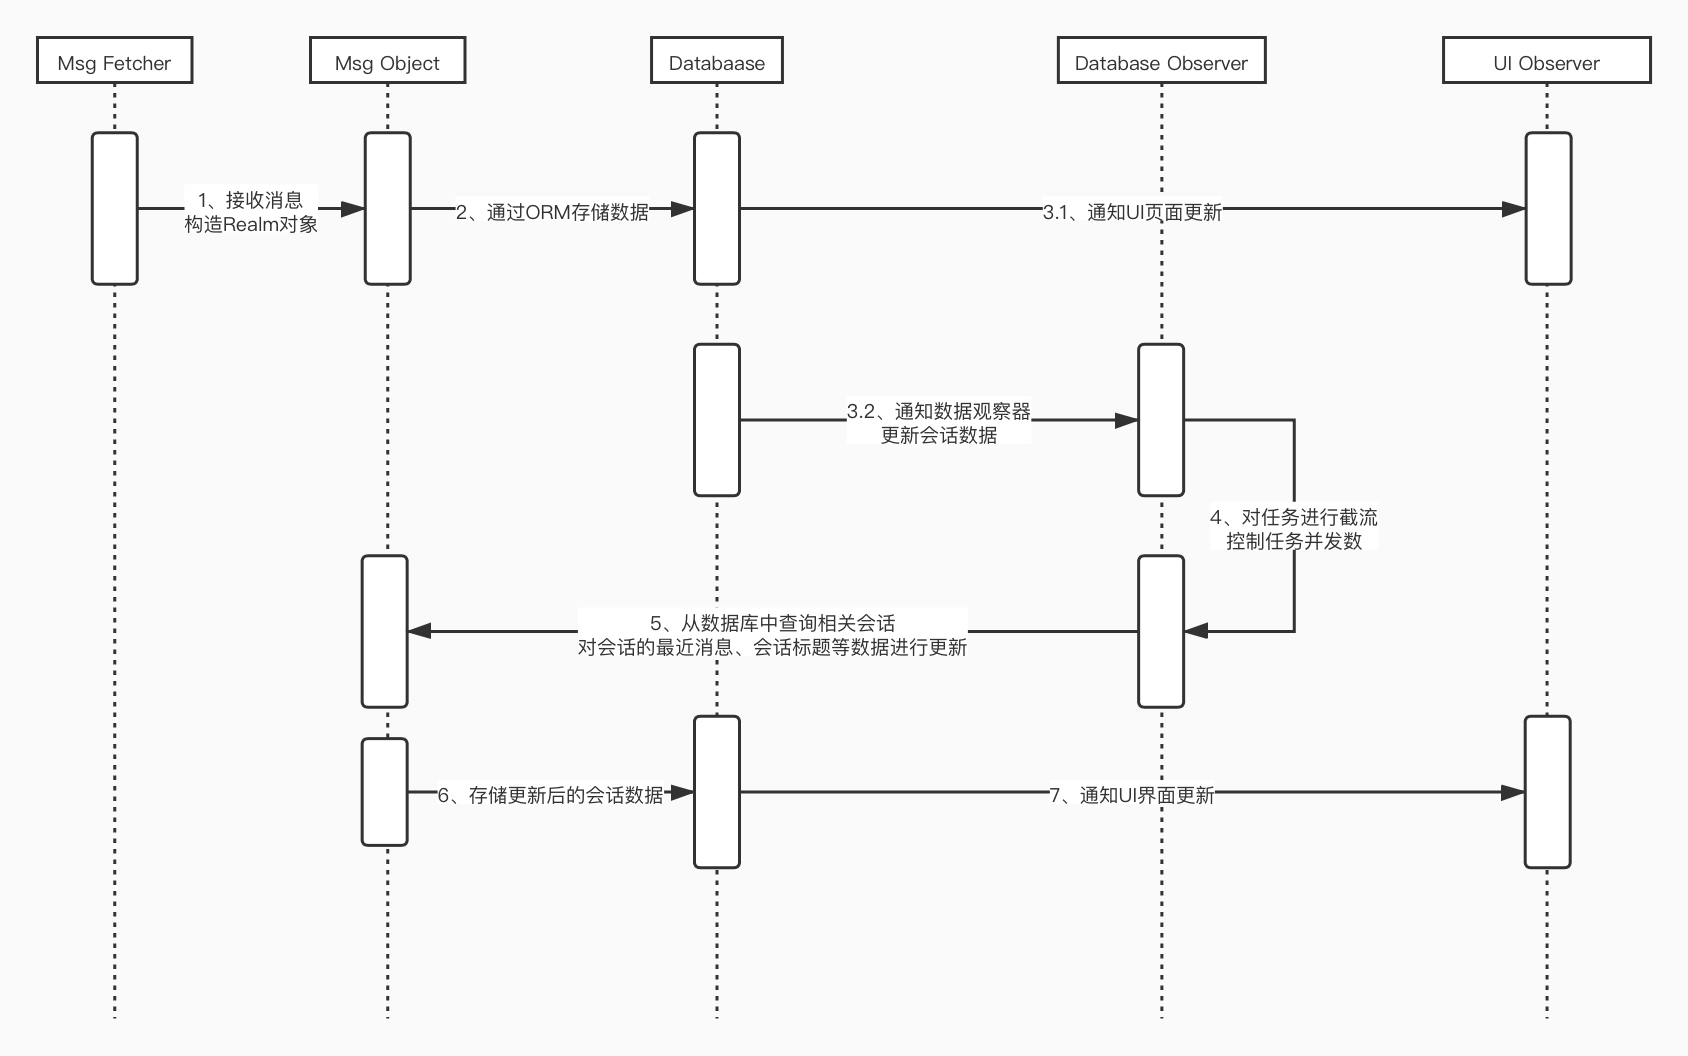 Msg Fetcher
Msg Object
Databaase
Database Observer
UI Observer
1、接收消息
构造Realm对象
2、通过ORM存储数据
3.1、通知UI页面更新
3.2、通知数据观察器
更新会话数据
4、对任务进行截流
控制任务并发数
5、从数据库中查询相关会话
对会话的最近消息、会话标题等数据进行更新
6、存储更新后的会话数据
7、通知UI界面更新